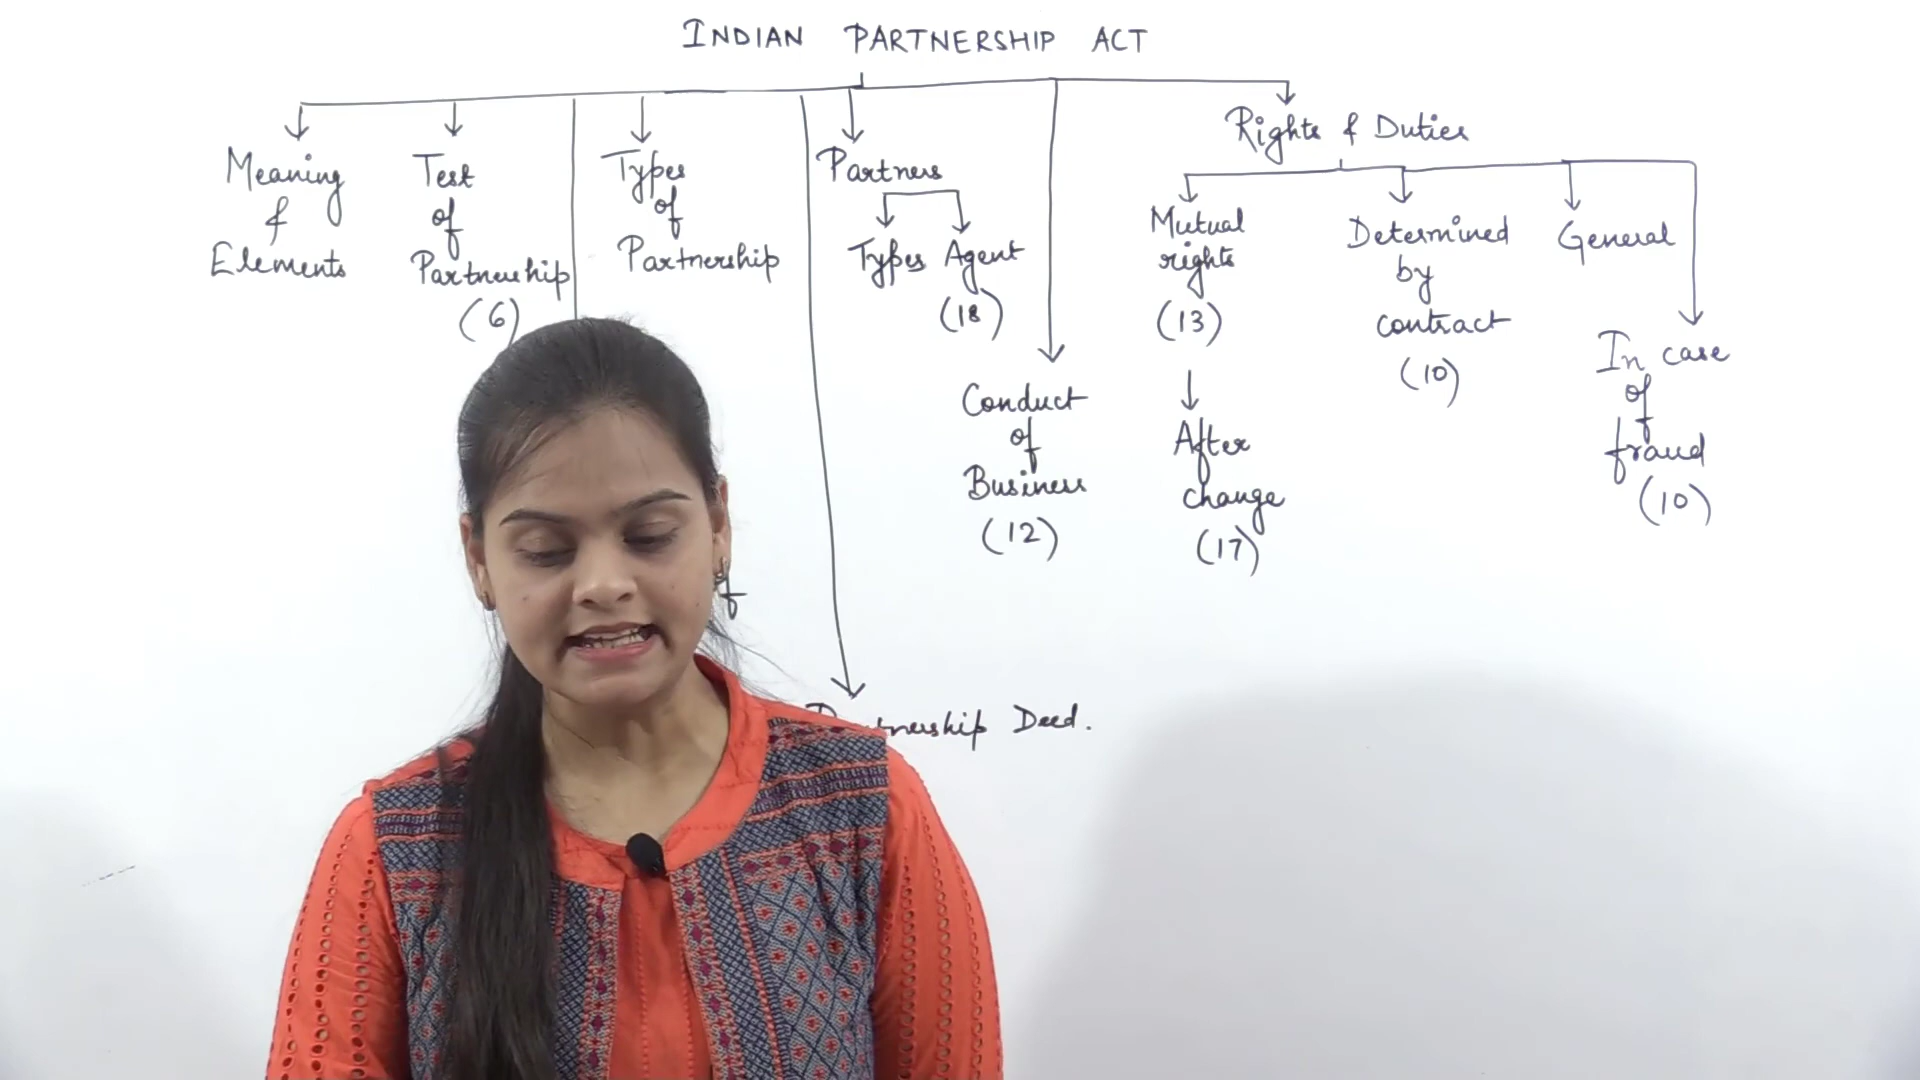 INDIAN PARTNERSHIP ACT
Meaning
&
Elements
Test
of
Partnership
(6)
Types
of
Partnership
Partners
Types Agent
(18)
Conduct
of
Business
(12)
Rights & Duties
Mutual
rights
(13)
After
change
(17)
Determined
by
contract
(10)
General
In case
of
fraud
(10)
Deed.